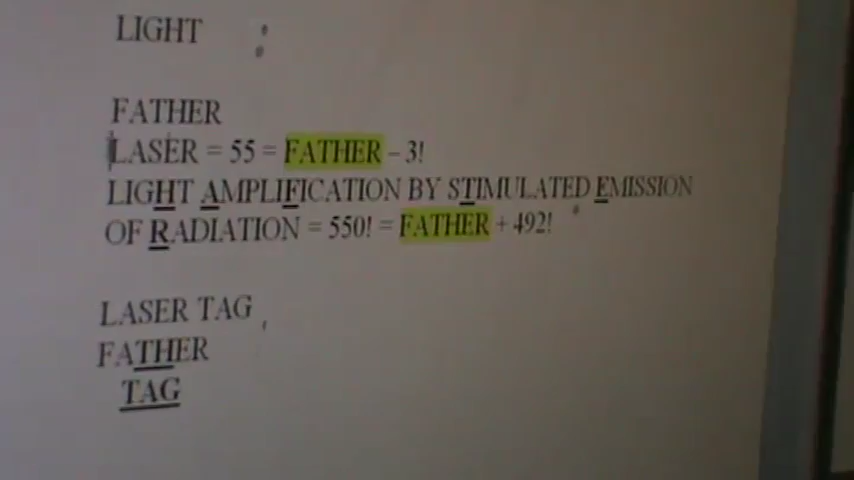 LIGHT
FATHER
LASER = 55 = FATHER – 3!
LIGHT AMPLIFICATION BY STIMULATED EMISSION
OF RADIATION = 550! = FATHER + 492!
LASER TAG
FATHER
TAG